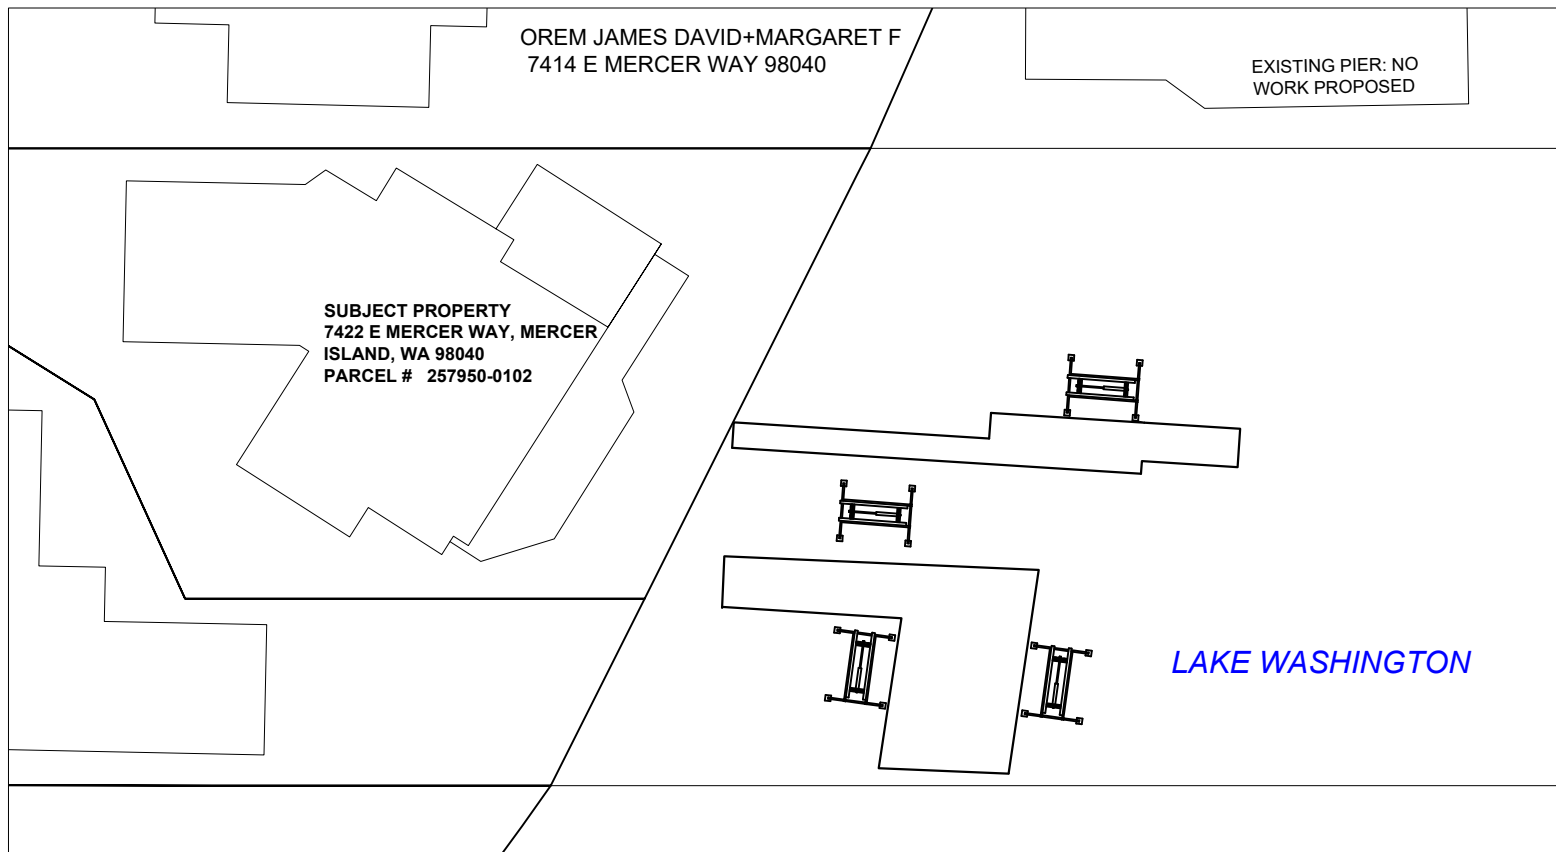 OREM JAMES DAVID+MARGARET F
7414 E MERCER WAY 98040
EXISTING PIER: NO
WORK PROPOSED
SUBJECT PROPERTY
7422 E MERCER WAY, MERCER
ISLAND, WA 98040
PARCEL # 257950-0102
LAKE WASHINGTON